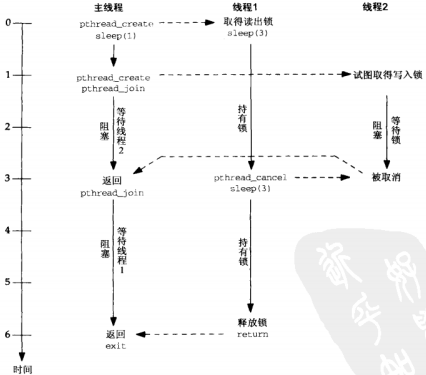 主线程 线程1 线程2
0 pthread_create 取得读出锁
sleep(1) sleep(3)
1 pthread_create 试图取得写入锁
pthread_join
阻塞 等待线程2 持有锁 阻塞 等待锁
2
3 返回 pthread_cancel 被取消
pthread_join sleep(3)
4
阻塞 等待线程1 持有锁
5
释放锁
6 返回 return
exit
时间